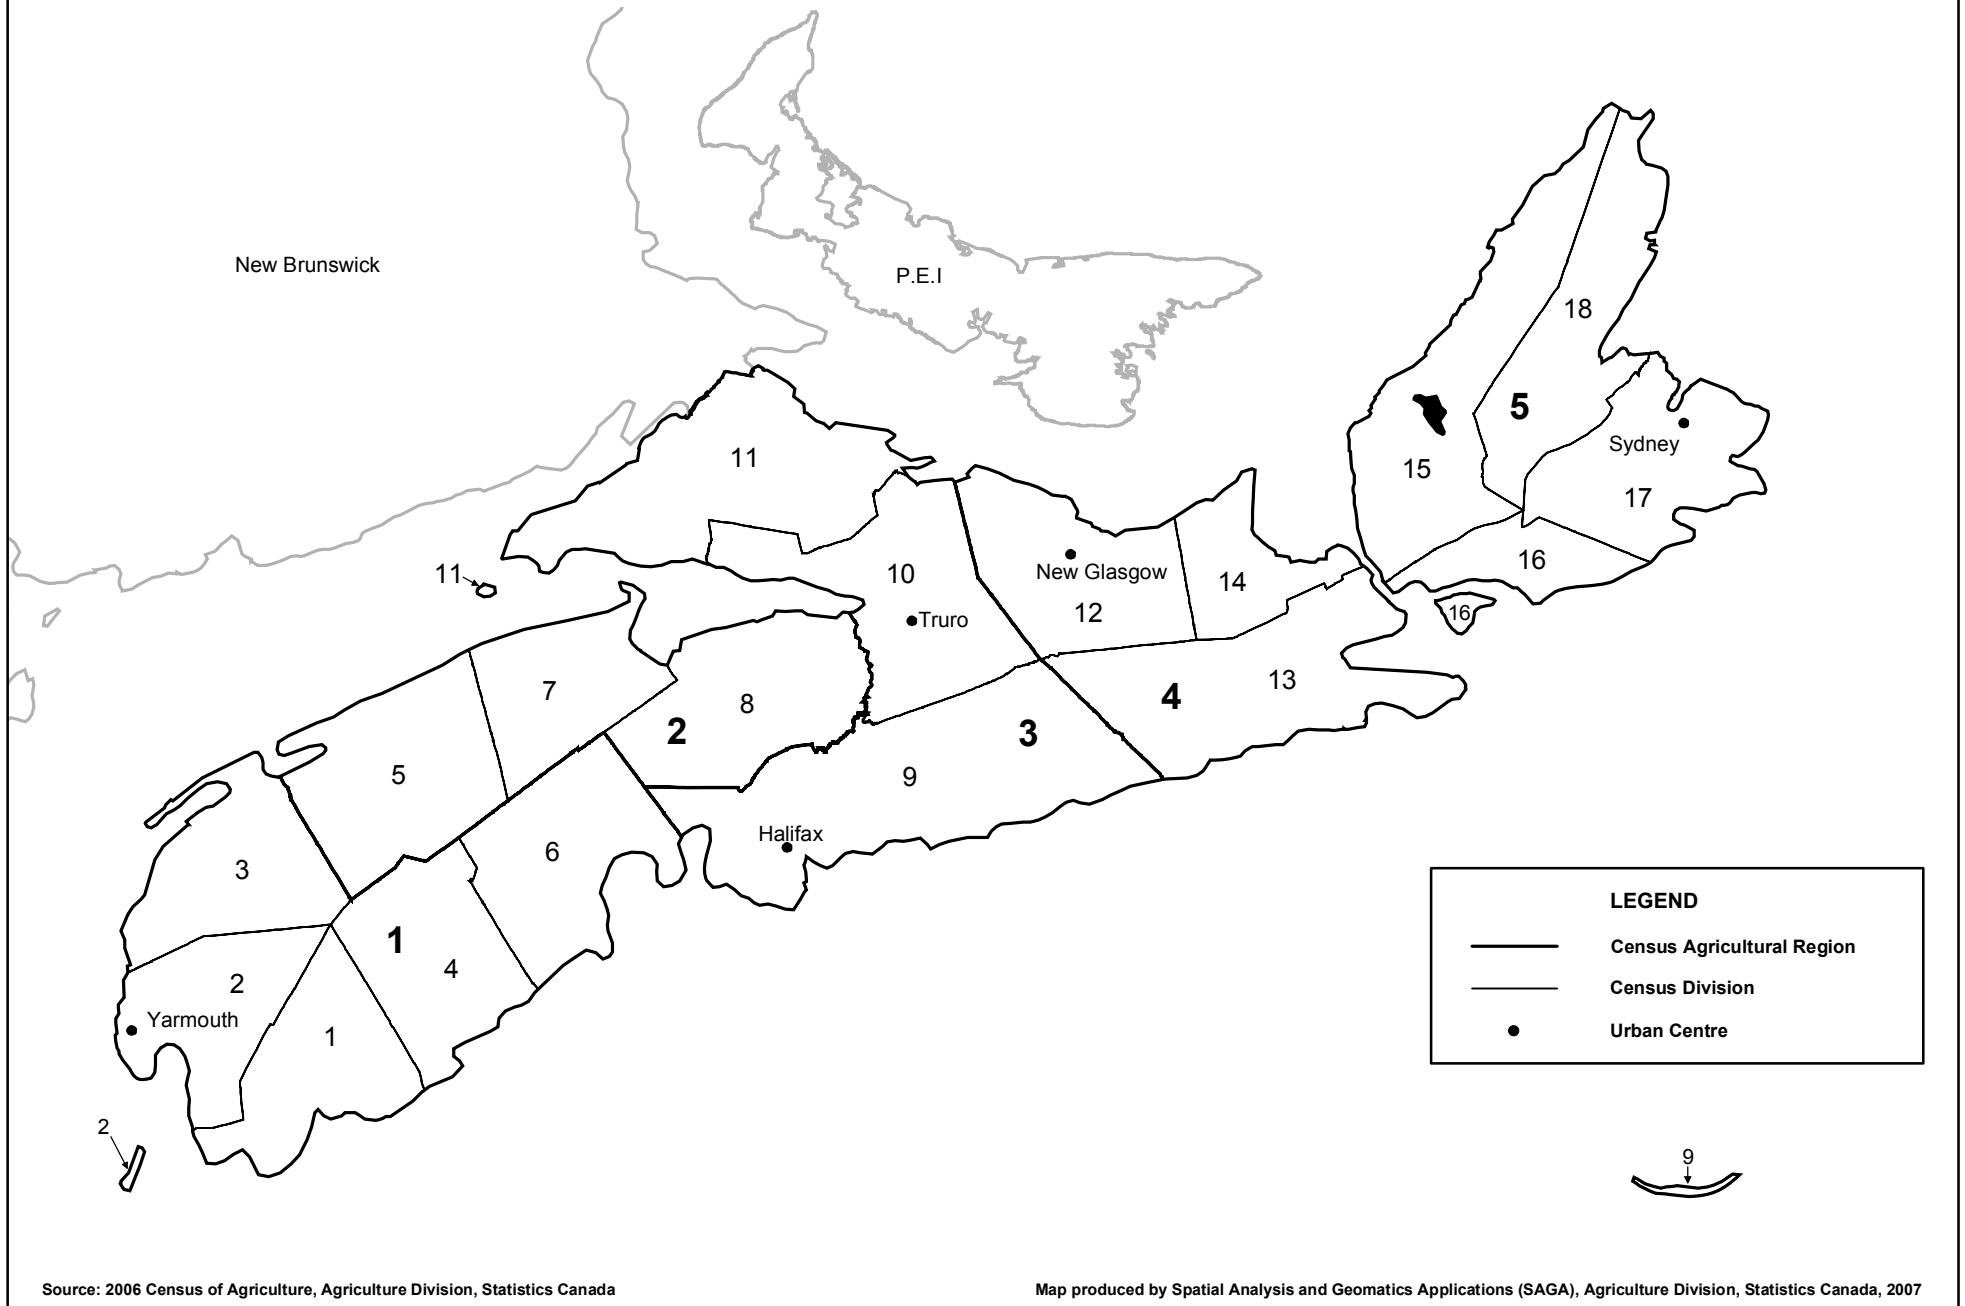 New Brunswick
P.E.I
18
5
Sydney
11
15
17
11
10
New Glasgow
14
16
12
Truro
16
7
13
8
4
2
3
5
9
Halifax
6
3
LEGEND
1
Census Agricultural Region
4
2
Census Division
Yarmouth
1
Urban Centre
2
9
Source: 2006 Census of Agriculture, Agriculture Division, Statistics Canada
Map produced by Spatial Analysis and Geomatics Applications (SAGA), Agriculture Division, Statistics Canada, 2007